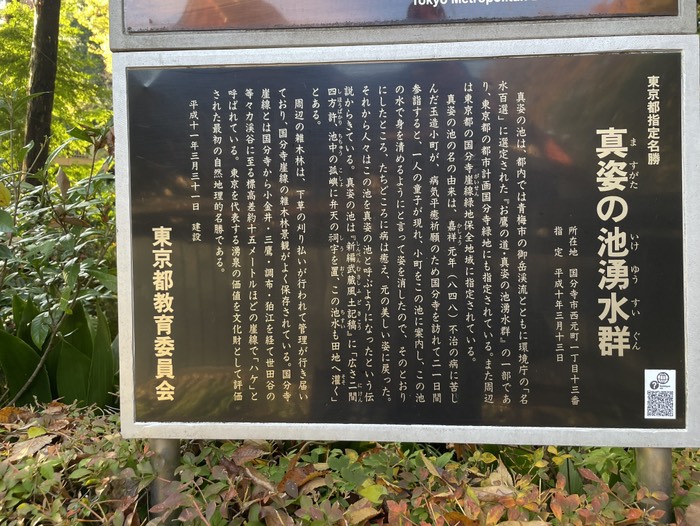 Tokyo Metropolitan
東京都指定名勝
真姿の池湧水群
ますがた いけ ゆう すい ぐん
所在地 国分寺市西元町一丁目十三番
指定 平成十年三月十三日
真姿の池は、都内では青梅市の御岳渓流とともに環境庁の「名
水百選」に選定された『お鷹の道・真姿の池湧水群』の一部であ
り、東京都の都市計画国分寺緑地にも指定されている。また周辺
は東京都の国分寺崖線緑地保全地域に指定されている。
真姿の池の名の由来は、嘉祥元年（八四八）不治の病に苦し
んだ玉造小町が、病気平癒祈願のため国分寺を訪れて二一日間
参詣すると、一人の童子が現れ、小町をこの池に案内し、この池
の水で身を清めるようにと言って姿を消したので、そのとおり
にしたところ、たちどころに病は癒え、元の美しい姿に戻った。
それから人々はこの池を真姿の池と呼ぶようになったという伝
説からきている。真姿の池は、『新編武蔵風土記稿』に「広さ二間
四方許、池中の孤嶼に弁天の祠宇を置、この池水も田地へ灌く」
とある。
周辺の雑木林は、下草の刈り払いが行われて管理が行き届い
ており、国分寺崖線の雑木林景観がよく保存されている。国分寺
崖線とは国分寺から小金井・三鷹・調布・狛江を経て世田谷の
等々力渓谷に至る標高差約十五メートルほどの崖線で、「ハケ」と
呼ばれている。東京を代表する湧泉の価値を文化財として評価
された最初の自然地理的名勝である。
平成十一年三月三十一日 建設
東京都教育委員会